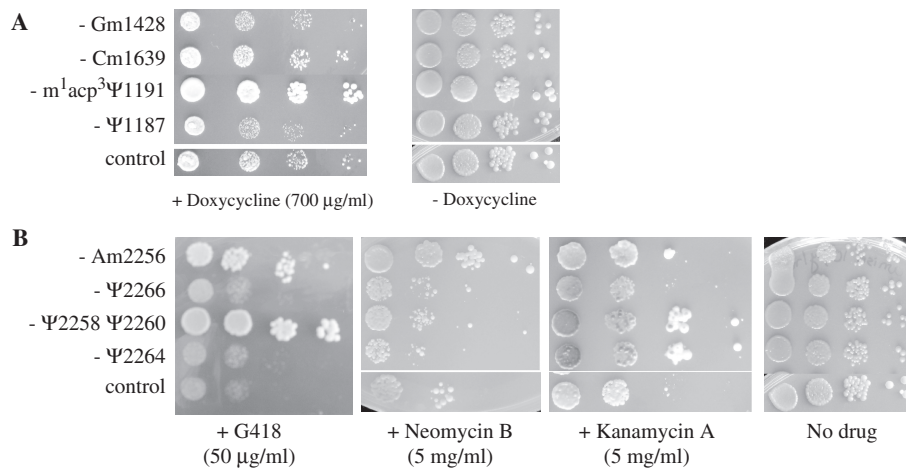 A
- Gm1428
- Cm1639
- m¹acp³Ψ1191
- Ψ1187
control
+ Doxycycline (700 μg/ml)
- Doxycycline
B
- Am2256
- Ψ2266
- Ψ2258 Ψ2260
- Ψ2264
control
+ G418
(50 μg/ml)
+ Neomycin B
(5 mg/ml)
+ Kanamycin A
(5 mg/ml)
No drug